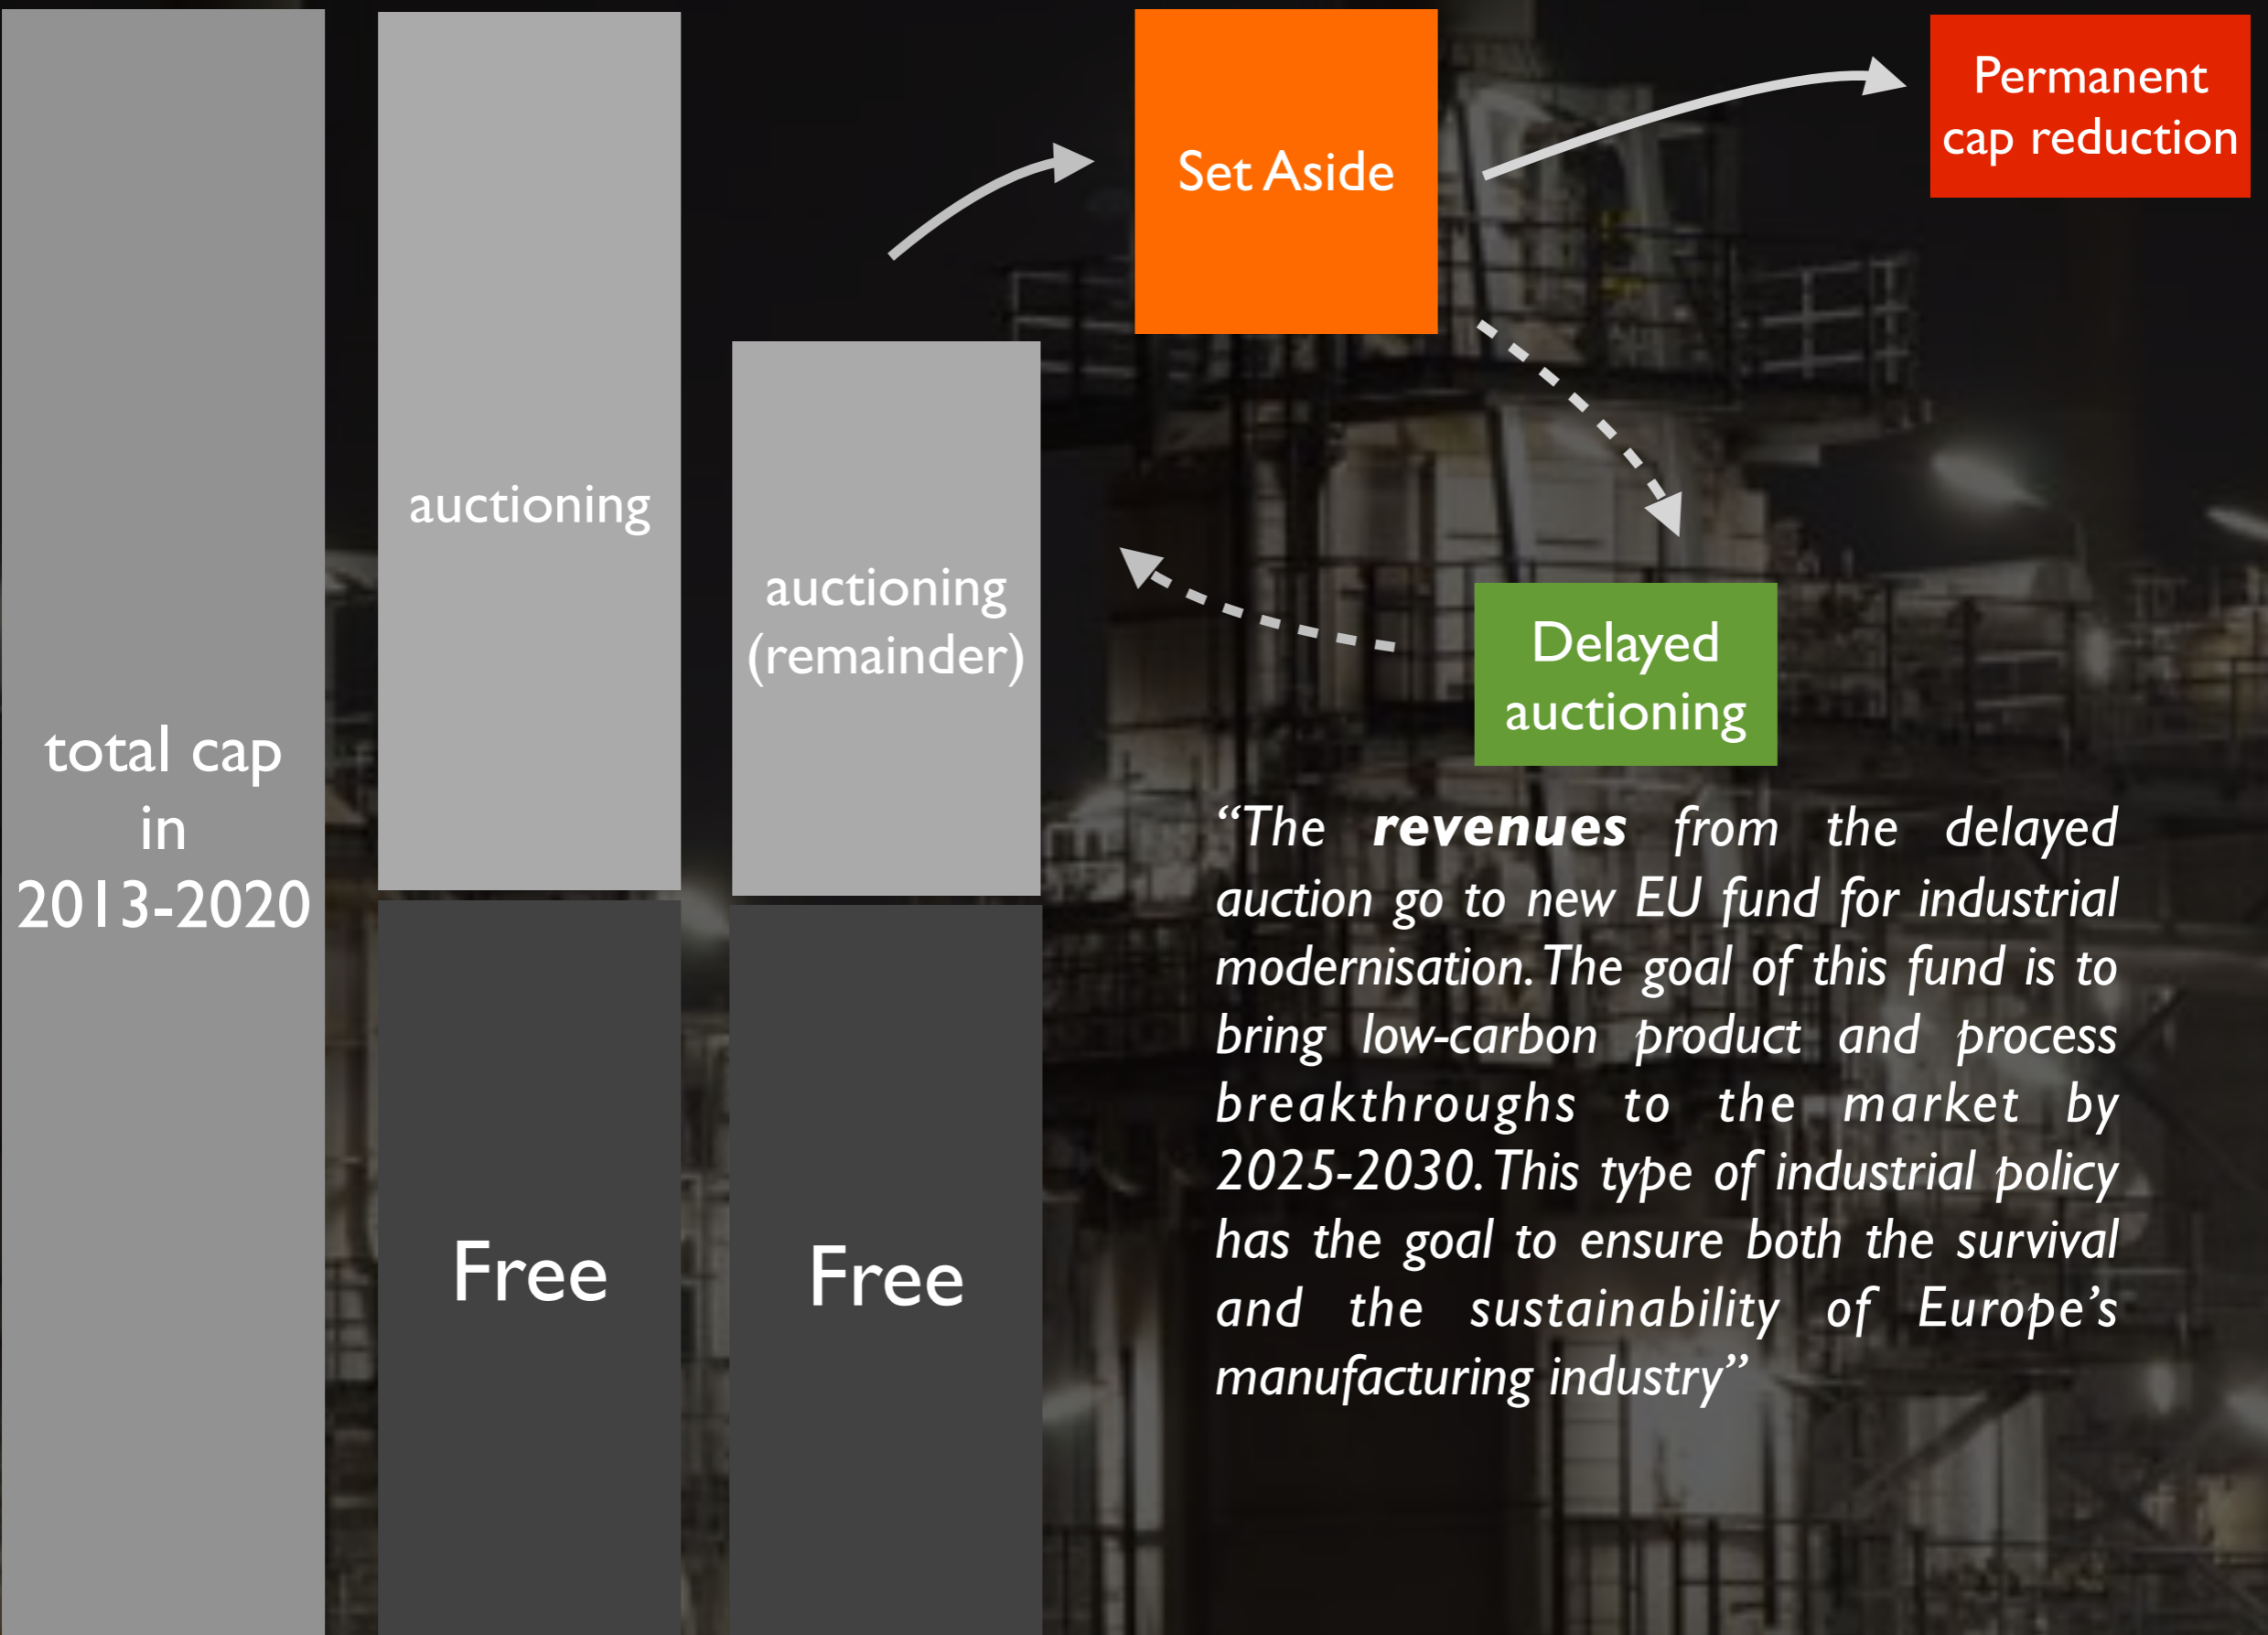 total cap
in
2013-2020
auctioning
Free
auctioning
(remainder)
Free
Set Aside
Permanent
cap reduction
Delayed
auctioning
“The revenues from the delayed
auction go to new EU fund for industrial
modernisation. The goal of this fund is to
bring low-carbon product and process
breakthroughs to the market by
2025-2030. This type of industrial policy
has the goal to ensure both the survival
and the sustainability of Europe’s
manufacturing industry”